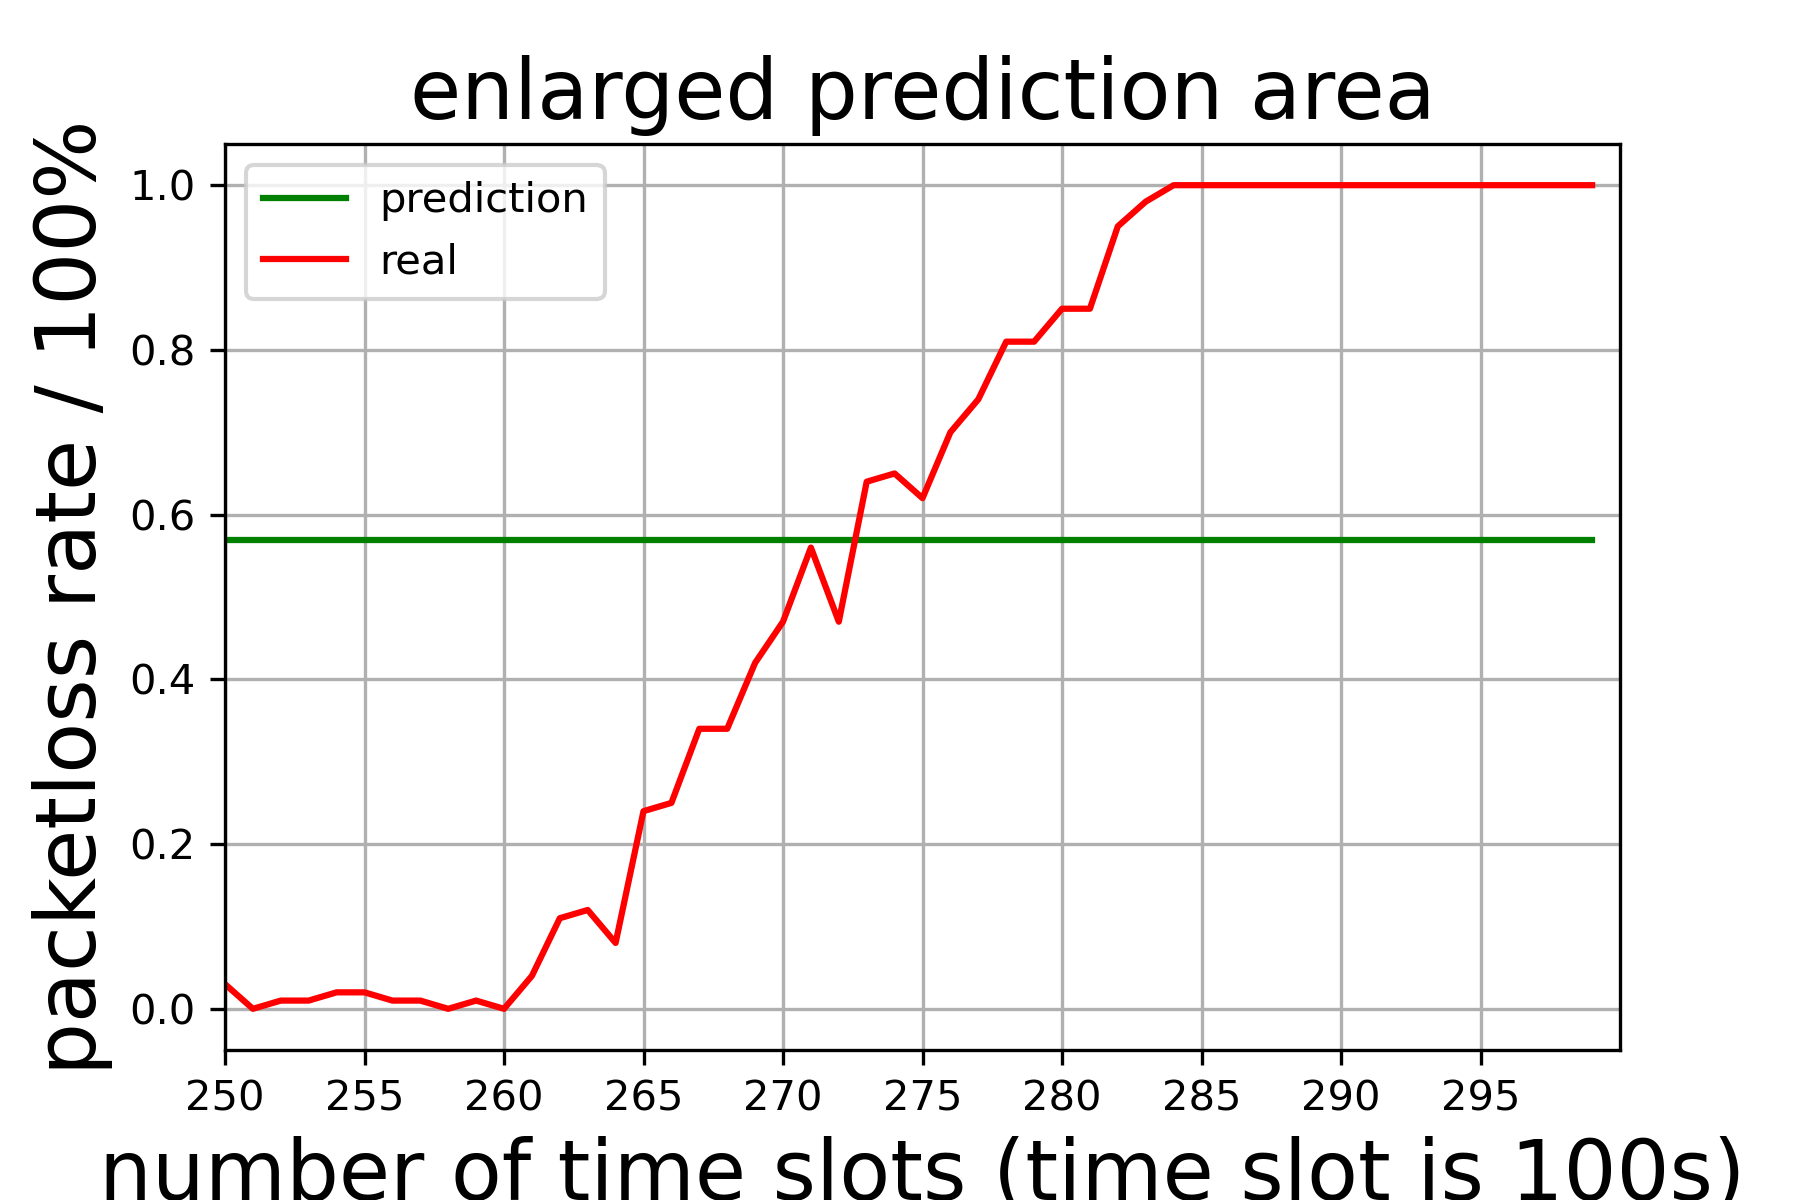 enlarged prediction area
packetloss rate / 100%
prediction
real
1.0
0.8
0.6
0.4
0.2
0.0
250 255 260 265 270 275 280 285 290 295
number of time slots (time slot is 100s)